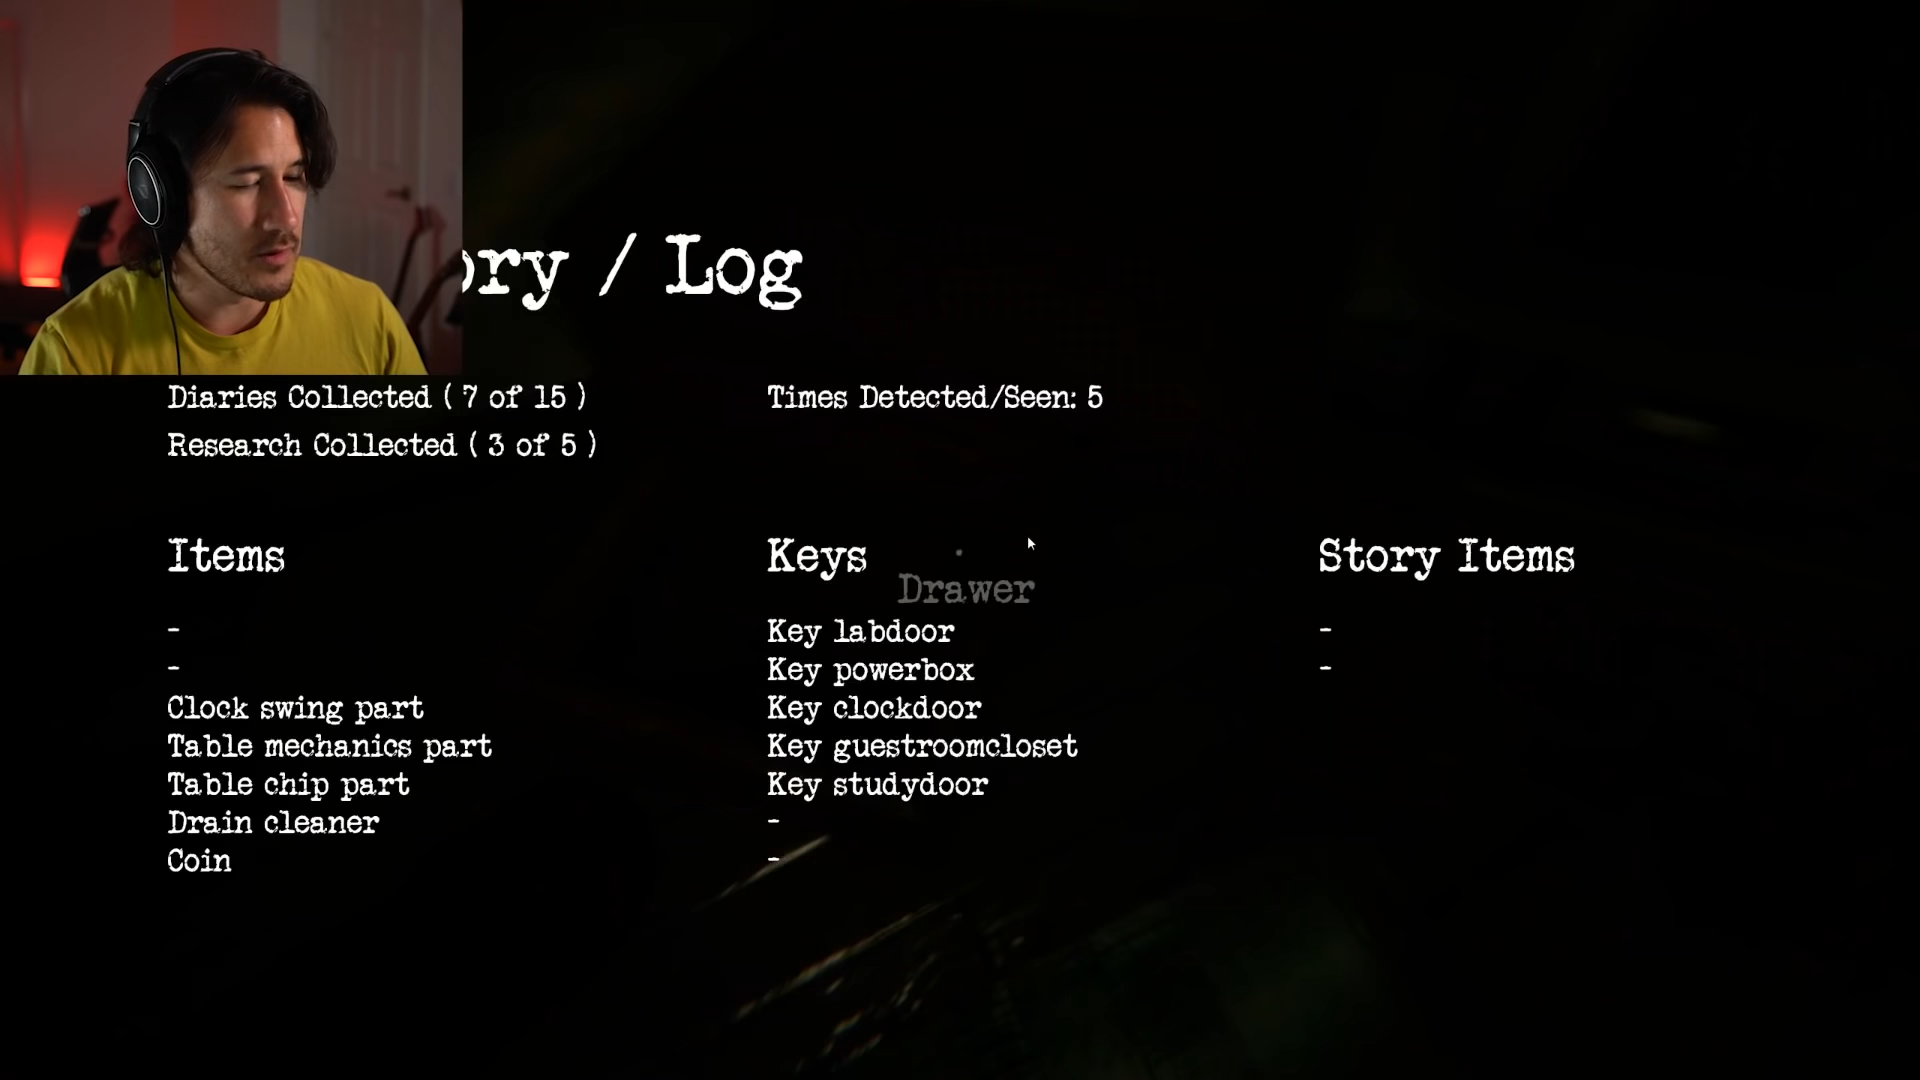 ory / Log
Diaries Collected ( 7 of 15 )
Times Detected/Seen: 5
Research Collected ( 3 of 5 )
Items
-
-
Clock swing part
Table mechanics part
Table chip part
Drain cleaner
Coin
Keys
Drawer
Key labdoor
Key powerbox
Key clockdoor
Key guestroomcloset
Key studydoor
-
-
Story Items
-
-